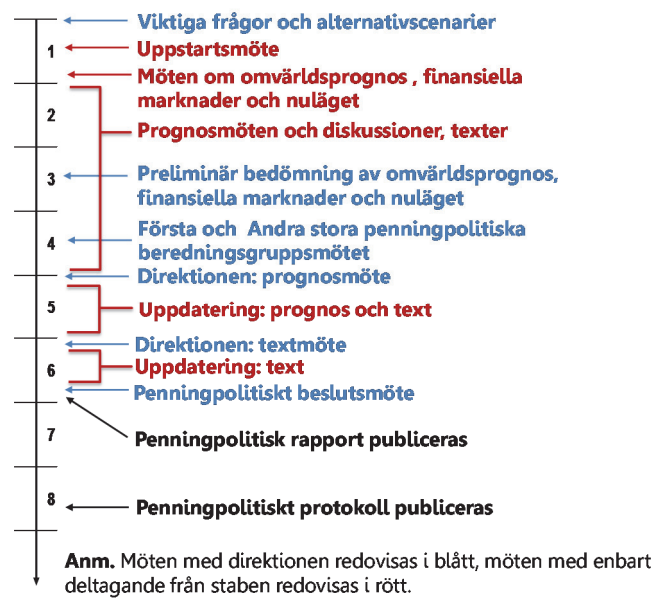 Viktiga frågor och alternativscenarier
1
Uppstartsmöte
Möten om omvärldsprognos , finansiella
marknader och nuläget
2
Prognosmöten och diskussioner, texter
3
Preliminär bedömning av omvärldsprognos,
finansiella marknader och nuläget
4
Första och Andra stora penningpolitiska
beredningsgruppsmötet
Direktionen: prognosmöte
5
Uppdatering: prognos och text
Direktionen: textmöte
6
Uppdatering: text
Penningpolitiskt beslutsmöte
7
Penningpolitisk rapport publiceras
8
Penningpolitiskt protokoll publiceras
Anm. Möten med direktionen redovisas i blått, möten med enbart
deltagande från staben redovisas i rött.